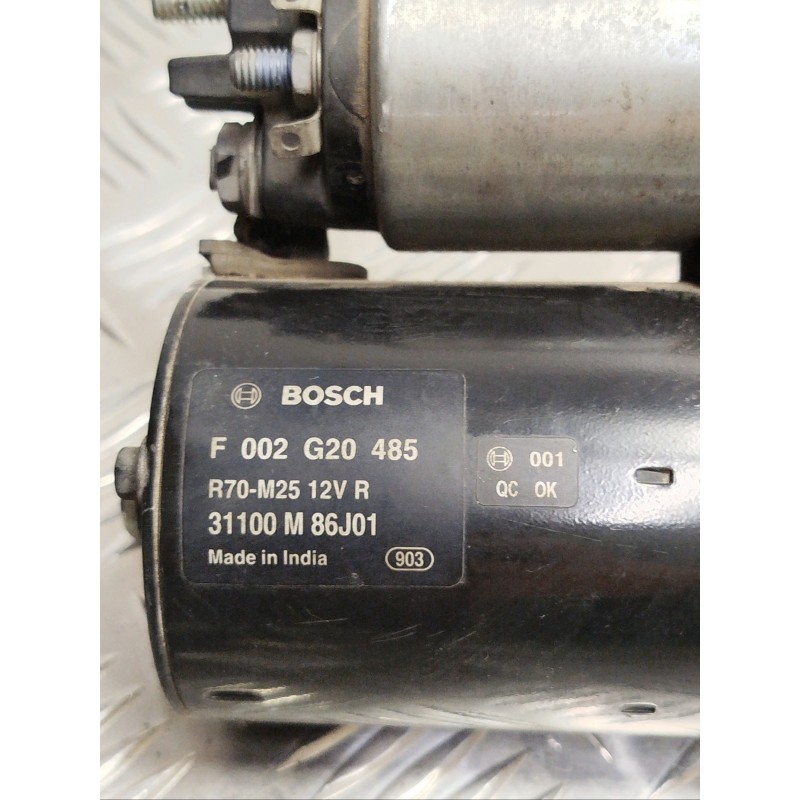 BOSCH
F 002 G20 485
R70-M25 12V R
31100 M 86J01
Made in India 903
001
QC OK